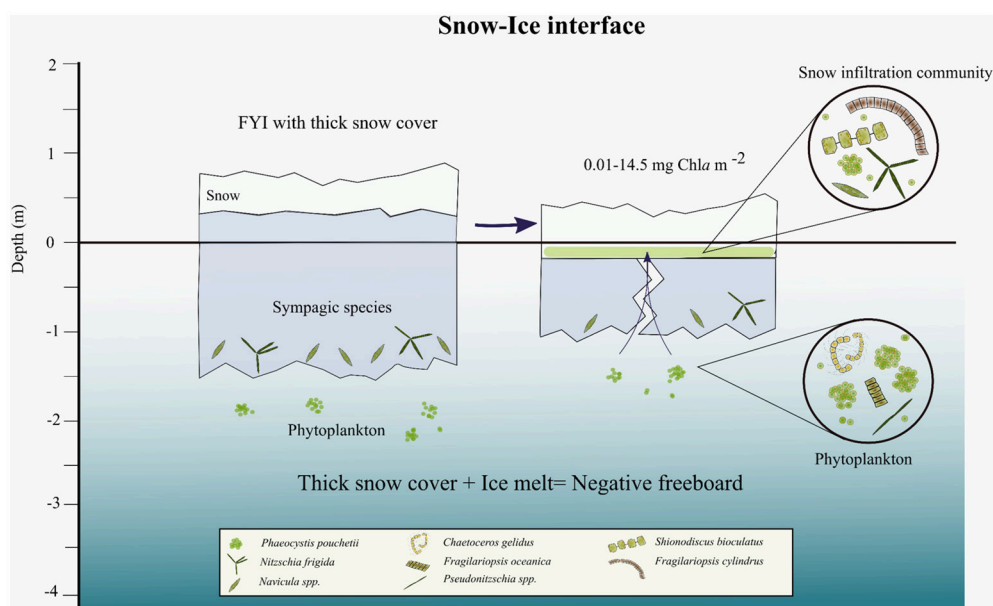 Snow-Ice interface
Snow infiltration community
FYI with thick snow cover
0.01-14.5 mg Chla m -2
Snow
Depth (m)
2
1
0
-1
-2
-3
-4
Sympagic species
Phytoplankton
Phytoplankton
Thick snow cover + Ice melt= Negative freeboard
Phaeocystis pouchetii
Chaetoceros gelidus
Shionodiscus bioculatus
Nitzschia frigida
Fragilariopsis oceanica
Fragilariopsis cylindrus
Navicula spp.
Pseudonitzschia spp.